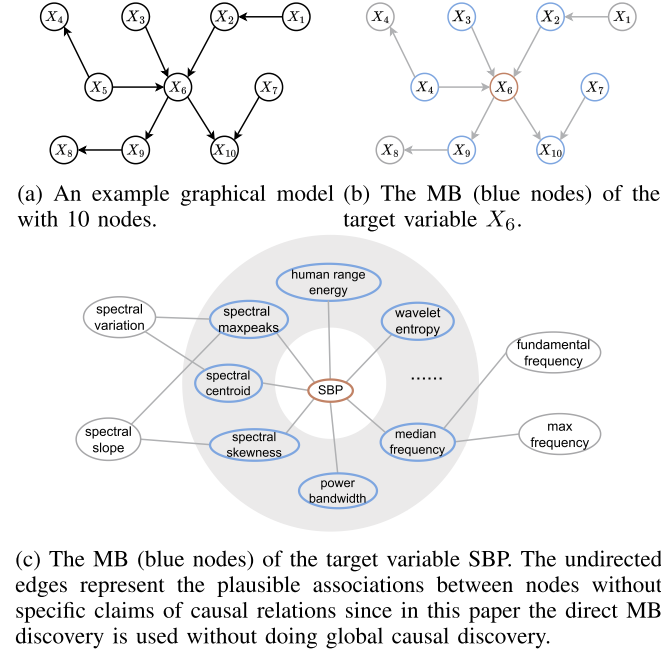 X4
X3
X2
X1
X5
X6
X7
X8
X9
X10
X4
X3
X2
X1
X4
X6
X7
X8
X9
X10
(a) An example graphical model
with 10 nodes.
(b) The MB (blue nodes) of the
target variable X6.
human range
energy
spectral
variation
spectral
maxpeaks
wavelet
entropy
fundamental
frequency
spectral
centroid
SBP
......
spectral
slope
spectral
skewness
median
frequency
max
frequency
power
bandwidth
(c) The MB (blue nodes) of the target variable SBP. The undirected
edges represent the plausible associations between nodes without
specific claims of causal relations since in this paper the direct MB
discovery is used without doing global causal discovery.